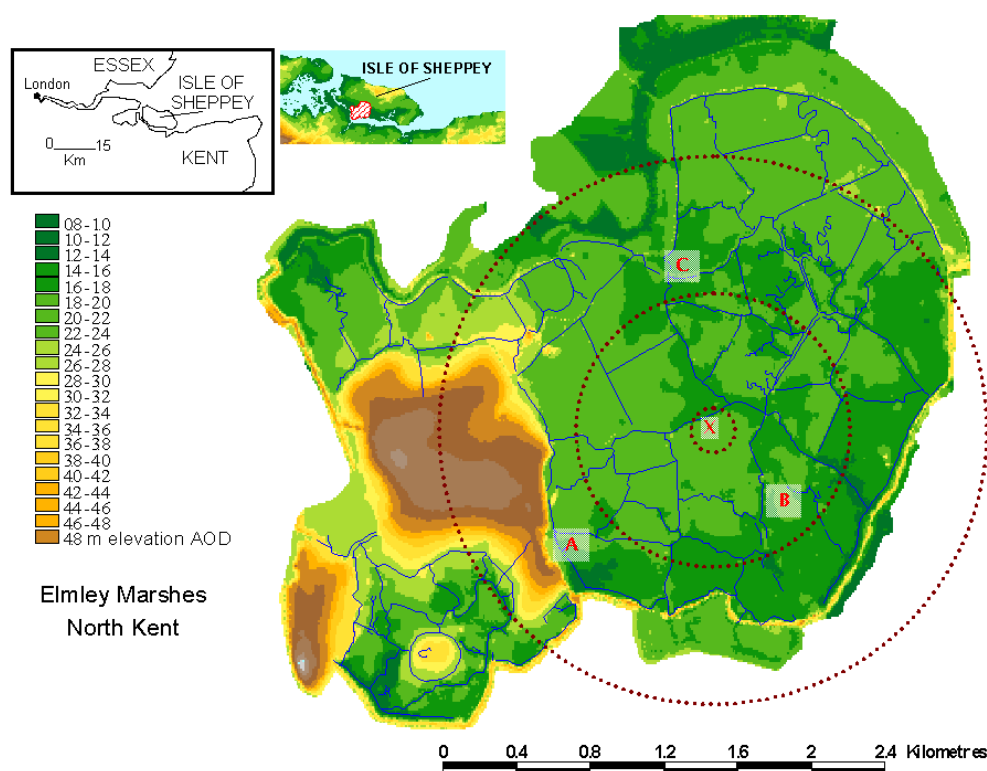 ESSEX
London
ISLE OF
SHEPPEY
0 15
Km
KENT
ISLE OF SHEPPEY
08-10
10-12
12-14
14-16
16-18
18-20
20-22
22-24
24-26
26-28
28-30
30-32
32-34
34-36
36-38
38-40
40-42
42-44
44-46
46-48
48 m elevation AOD
Elmley Marshes
North Kent
C
X
B
A
0 0.4 0.8 1.2 1.6 2 2.4 Kilometres